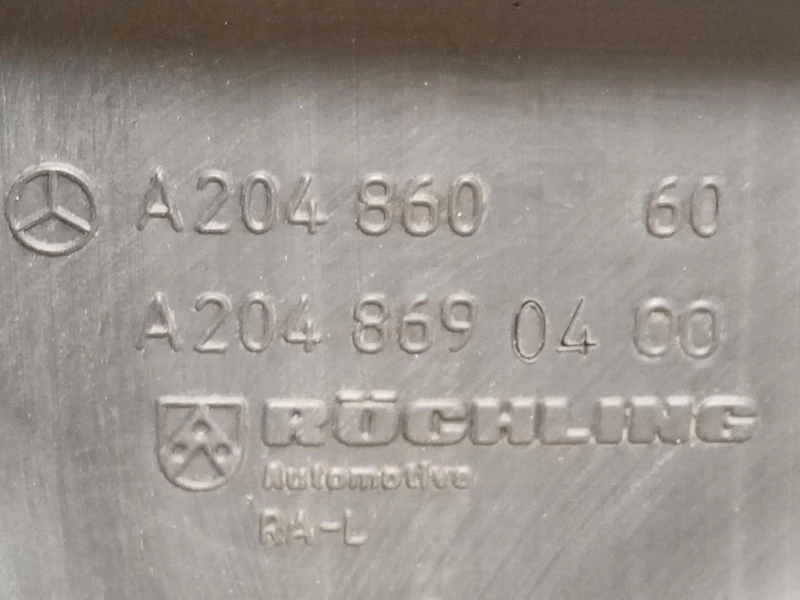 A 204 860 60
A 204 869 04 00
RÖCHLING
Automotive
RA-L